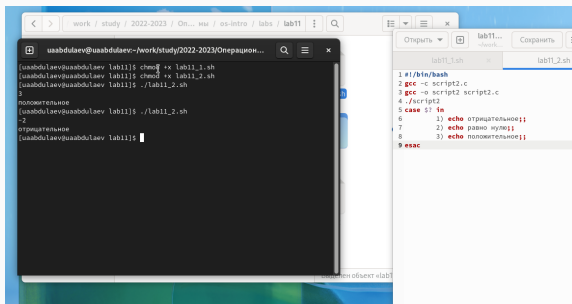 work / study / 2022-2023 / Оп… мы / os-intro / labs / lab11
uaabdulaev@uaabdulaev:~/work/study/2022-2023/Операцион…
[uaabdulaev@uaabdulaev lab11]$ chmod +x lab11_1.sh
[uaabdulaev@uaabdulaev lab11]$ chmod +x lab11_2.sh
[uaabdulaev@uaabdulaev lab11]$ ./lab11_2.sh
3
положительное
[uaabdulaev@uaabdulaev lab11]$ ./lab11_2.sh
-2
отрицательное
[uaabdulaev@uaabdulaev lab11]$
Открыть
lab11…
Сохранить
lab11_1.sh
lab11_2.sh
1 #!/bin/bash
2 gcc -c script2.c
3 gcc -o script2 script2.c
4 ./script2
5 case $? in
6 1) echo отрицательное;;
7 2) echo равно нулю;;
8 3) echo положительное;;
9 esac
объект «lab1